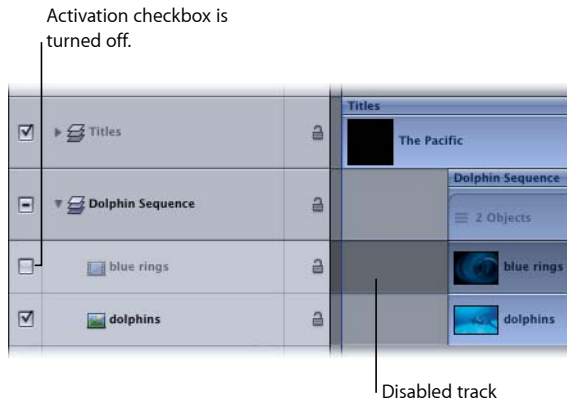 Activation checkbox is
turned off.
Titles
Titles
The Pacific
Dolphin Sequence
Dolphin Sequence
2 Objects
blue rings
blue rings
dolphins
dolphins
Disabled track